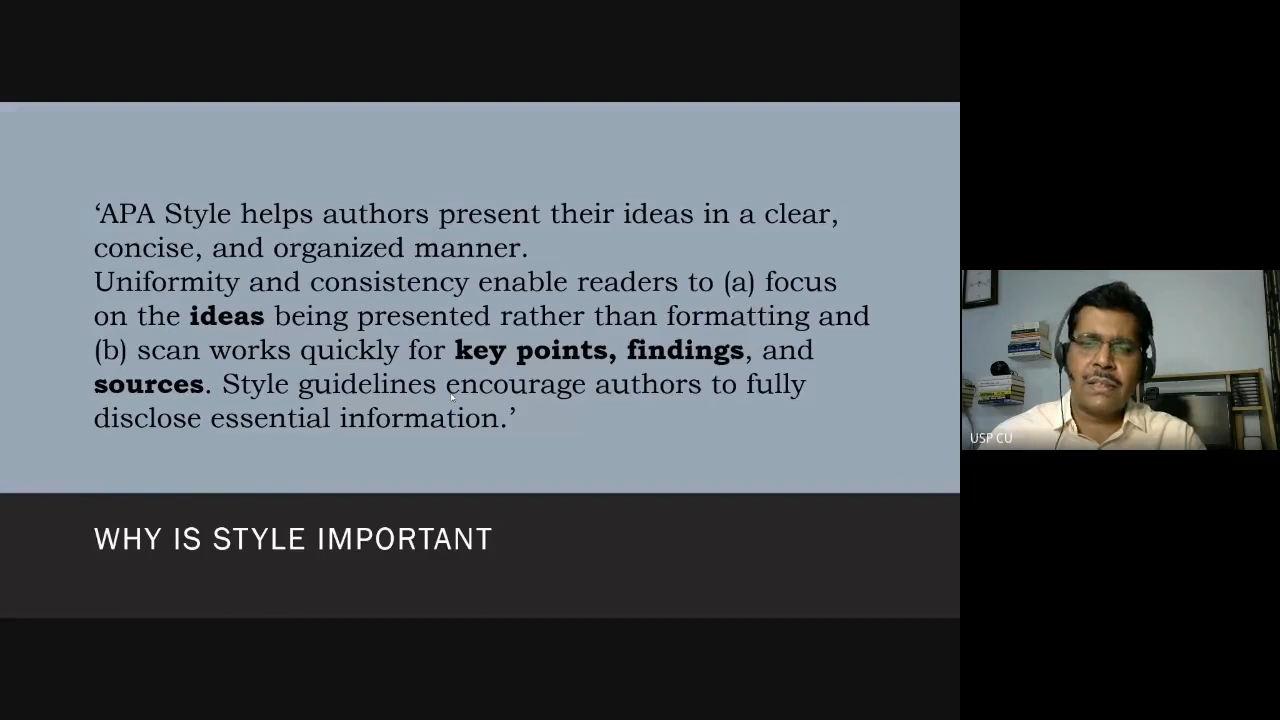 ‘APA Style helps authors present their ideas in a clear,
concise, and organized manner.
Uniformity and consistency enable readers to (a) focus
on the ideas being presented rather than formatting and
(b) scan works quickly for key points, findings, and
sources. Style guidelines encourage authors to fully
disclose essential information.’
WHY IS STYLE IMPORTANT
USP CU